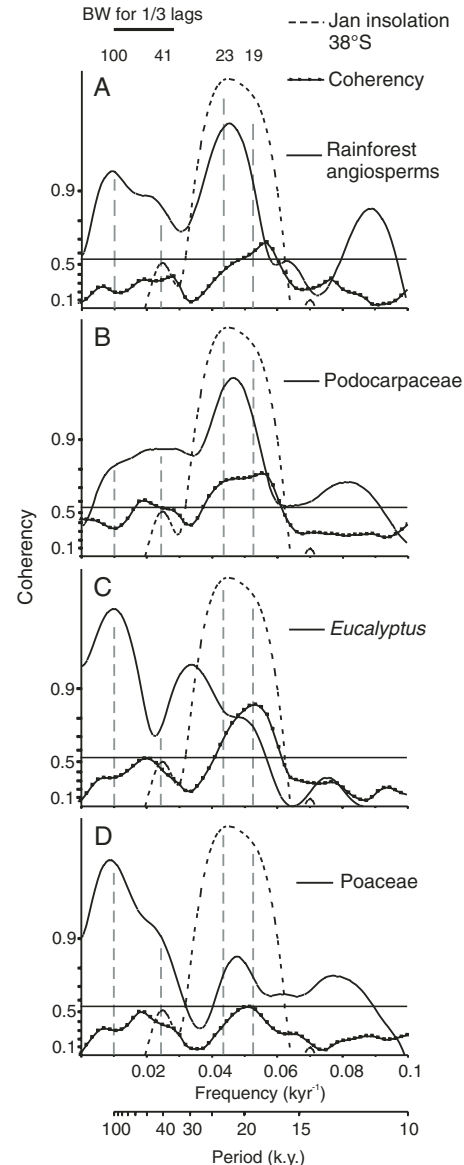 BW for 1/3 lags
Jan insolation
38°S
100 41 23 19
A
Coherency
Rainforest
angiosperms
0.9
0.5
0.1
B
Podocarpaceae
0.9
0.5
0.1
Coherency
C
Eucalyptus
0.9
0.5
0.1
D
Poaceae
0.9
0.5
0.1
0.02 0.04 0.06 0.08 0.1
Frequency (kyr⁻¹)
100 40 30 20 15 10
Period (k.y.)